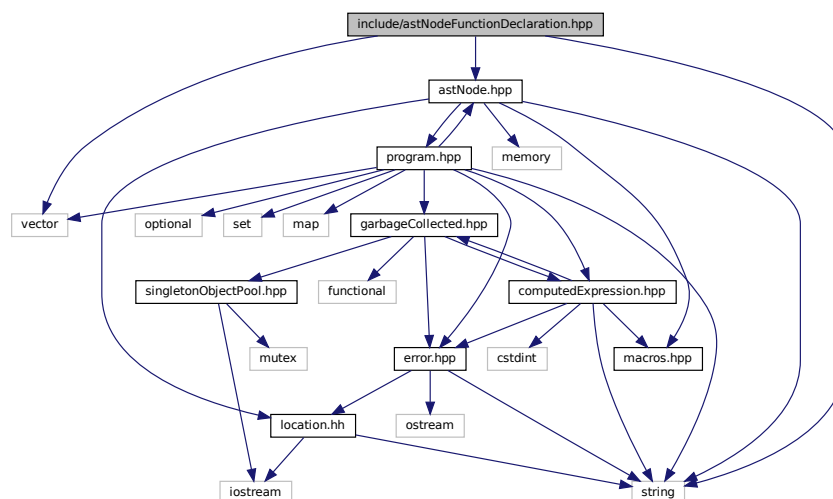 include/astNodeFunctionDeclaration.hpp
astNode.hpp
program.hpp
memory
vector
optional
set
map
garbageCollected.hpp
singletonObjectPool.hpp
functional
computedExpression.hpp
mutex
error.hpp
cstdint
macros.hpp
location.hh
ostream
iostream
string